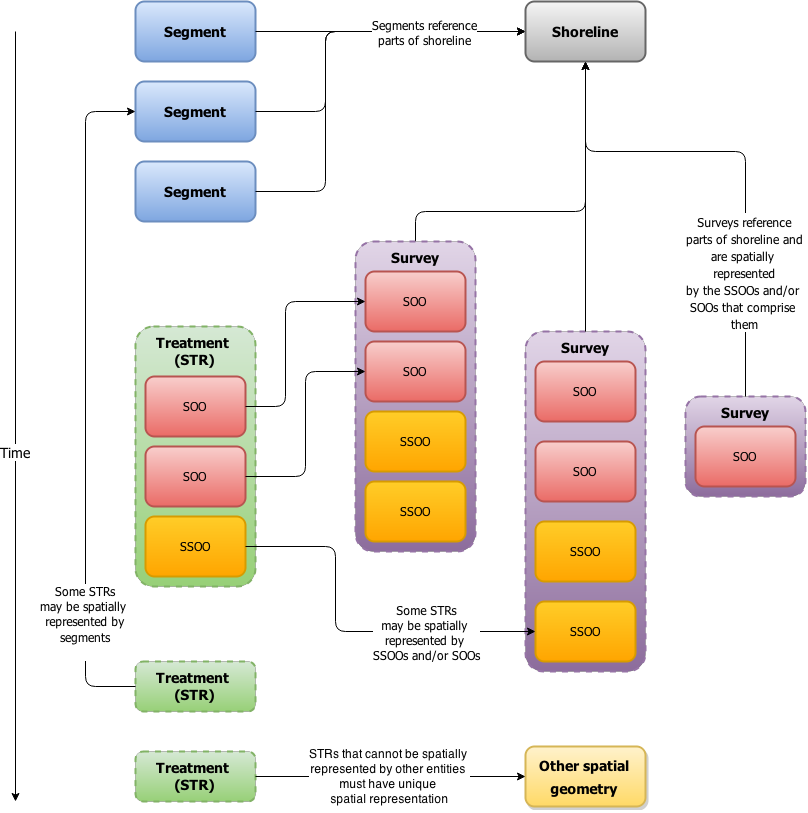 Segment
Segments reference
parts of shoreline
Shoreline
Segment
Segment
Surveys reference
parts of shoreline and
are spatially
represented
by the SSOOs and/or
SOOs that comprise
them
Survey
SOO
SOO
SSOO
SSOO
Treatment
(STR)
SOO
SOO
SSOO
Survey
SOO
SOO
SSOO
SSOO
Survey
SOO
Time
Some STRs
may be spatially
represented by
segments
Some STRs
may be spatially
represented by
SSOOs and/or SOOs
Treatment
(STR)
Treatment
(STR)
STRs that cannot be spatially
represented by other entities
must have unique
spatial representation
Other spatial
geometry